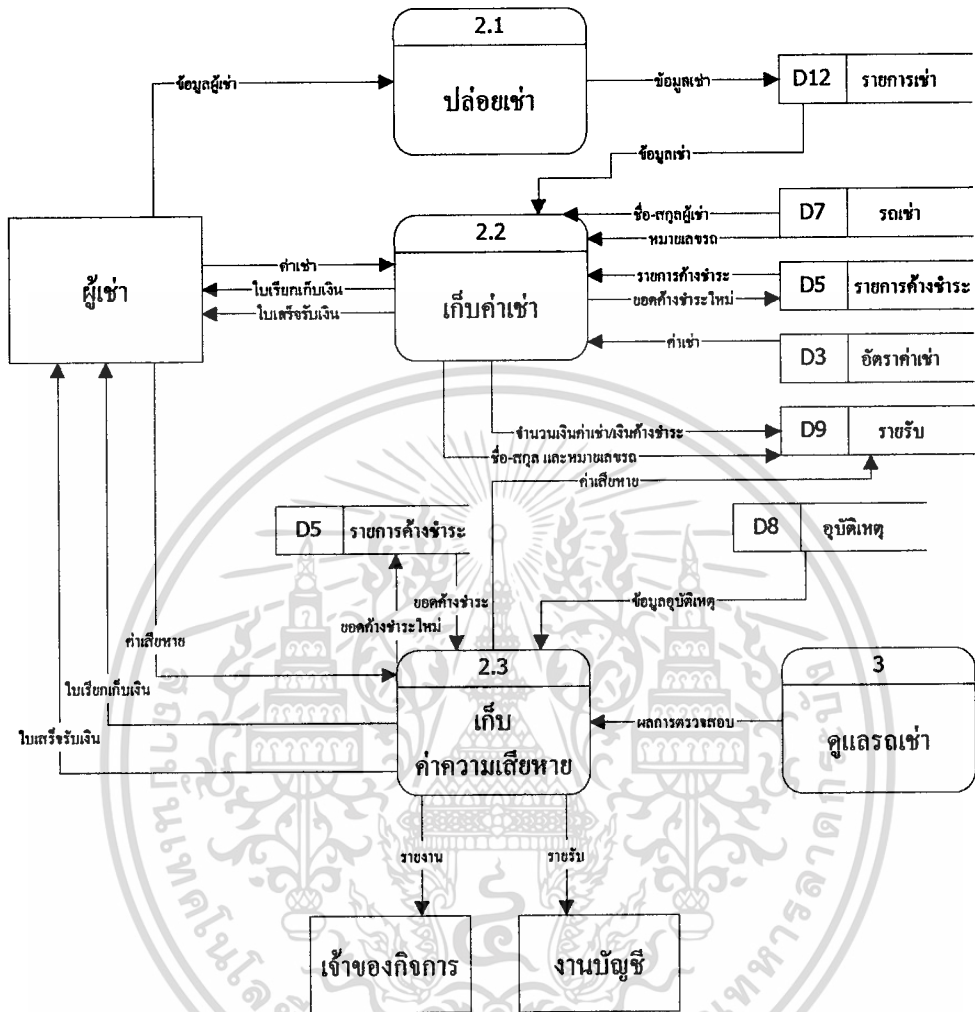 2.1
ปล่อยเช่า
ข้อมูลผู้เช่า
ข้อมูลเช่า
D12 รายการเช่า
ข้อมูลเช่า
ผู้เช่า
2.2
เก็บค่าเช่า
ชื่อ-สกุลผู้เช่า
หมายเลขรถ
D7 รถเช่า
ค่าเช่า
ใบเรียกเก็บเงิน
ใบเสร็จรับเงิน
รายการค้างชำระ
ยอดค้างชำระใหม่
D5 รายการค้างชำระ
ค่าเช่า
D3 อัตราค่าเช่า
จำนวนเงินค่าเช่า/เงินค้างชำระ
ชื่อ-สกุล และหมายเลขรถ
ค่าเสียหาย
D9 รายรับ
D5 รายการค้างชำระ
D8 อุบัติเหตุ
ยอดค้างชำระ
ยอดค้างชำระใหม่
ข้อมูลอุบัติเหตุ
ค่าเสียหาย
ใบเรียกเก็บเงิน
ใบเสร็จรับเงิน
2.3
เก็บ
ค่าความเสียหาย
ผลการตรวจสอบ
3
ดูแลรถเช่า
รายงาน
รายรับ
เจ้าของกิจการ
งานบัญชี